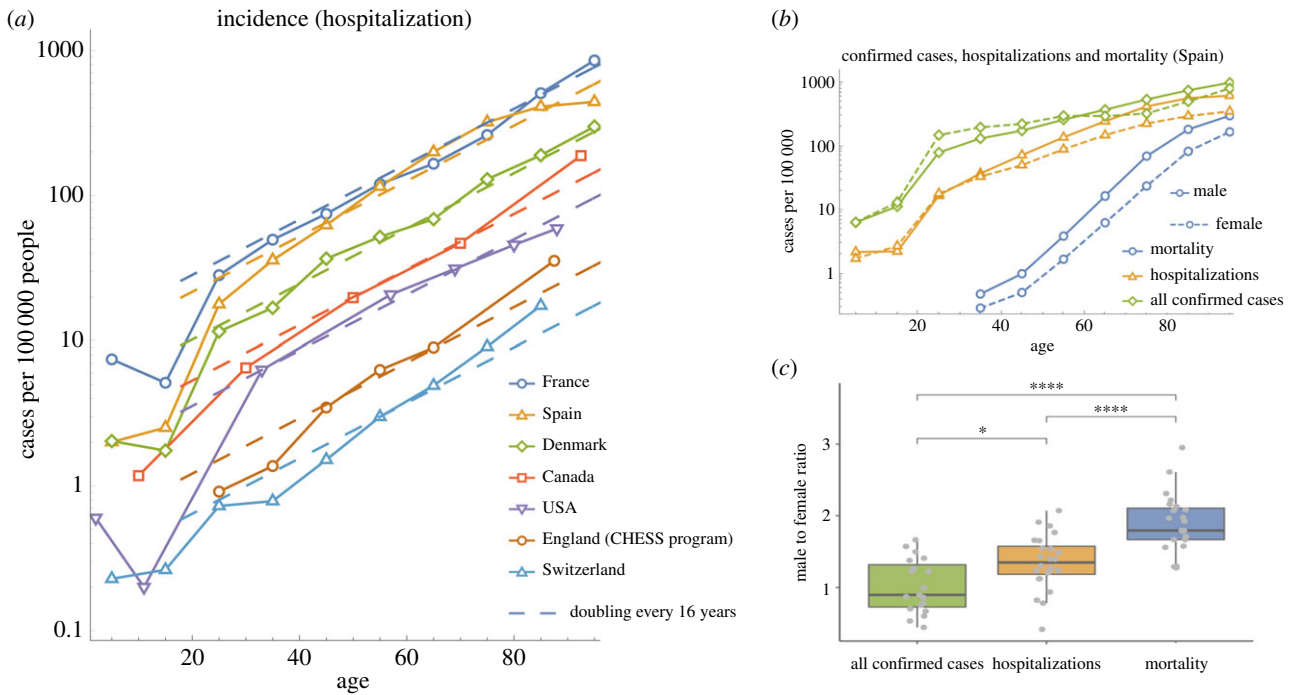 (a)
incidence (hospitalization)
1000
100
10
1
0.1
cases per 100 000 people
20
40
60
80
age
France
Spain
Denmark
Canada
USA
England (CHESS program)
Switzerland
doubling every 16 years
(b)
confirmed cases, hospitalizations and mortality (Spain)
1000
100
10
1
cases per 100 000
20
40
60
80
age
male
female
mortality
hospitalizations
all confirmed cases
(c)
****
****
*
3
2
1
male to female ratio
all confirmed cases
hospitalizations
mortality